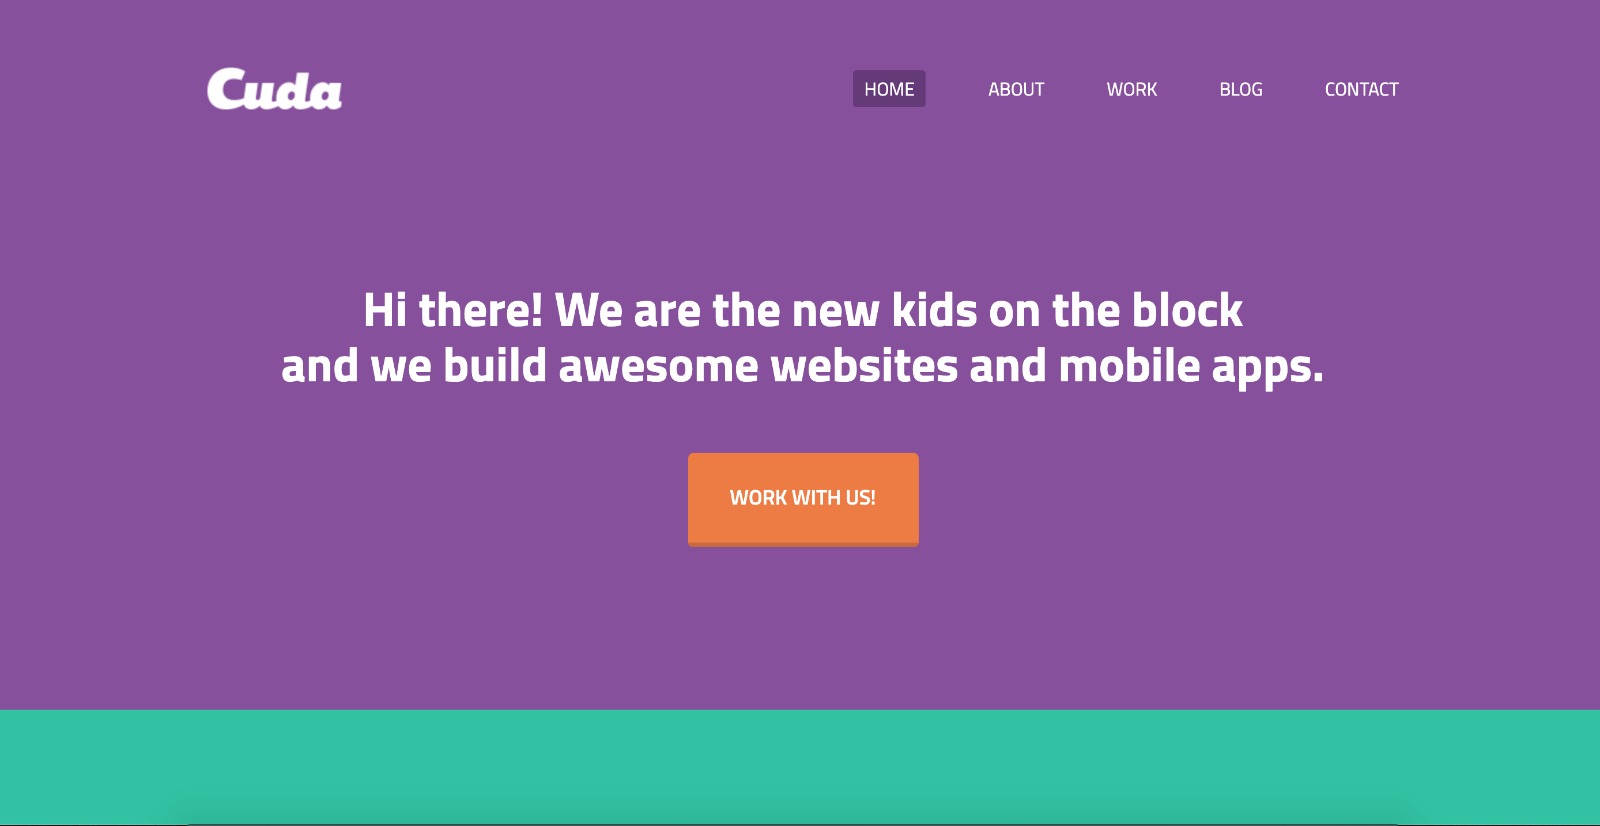 Cuda
HOME ABOUT WORK BLOG CONTACT
Hi there! We are the new kids on the block
and we build awesome websites and mobile apps.
WORK WITH US!